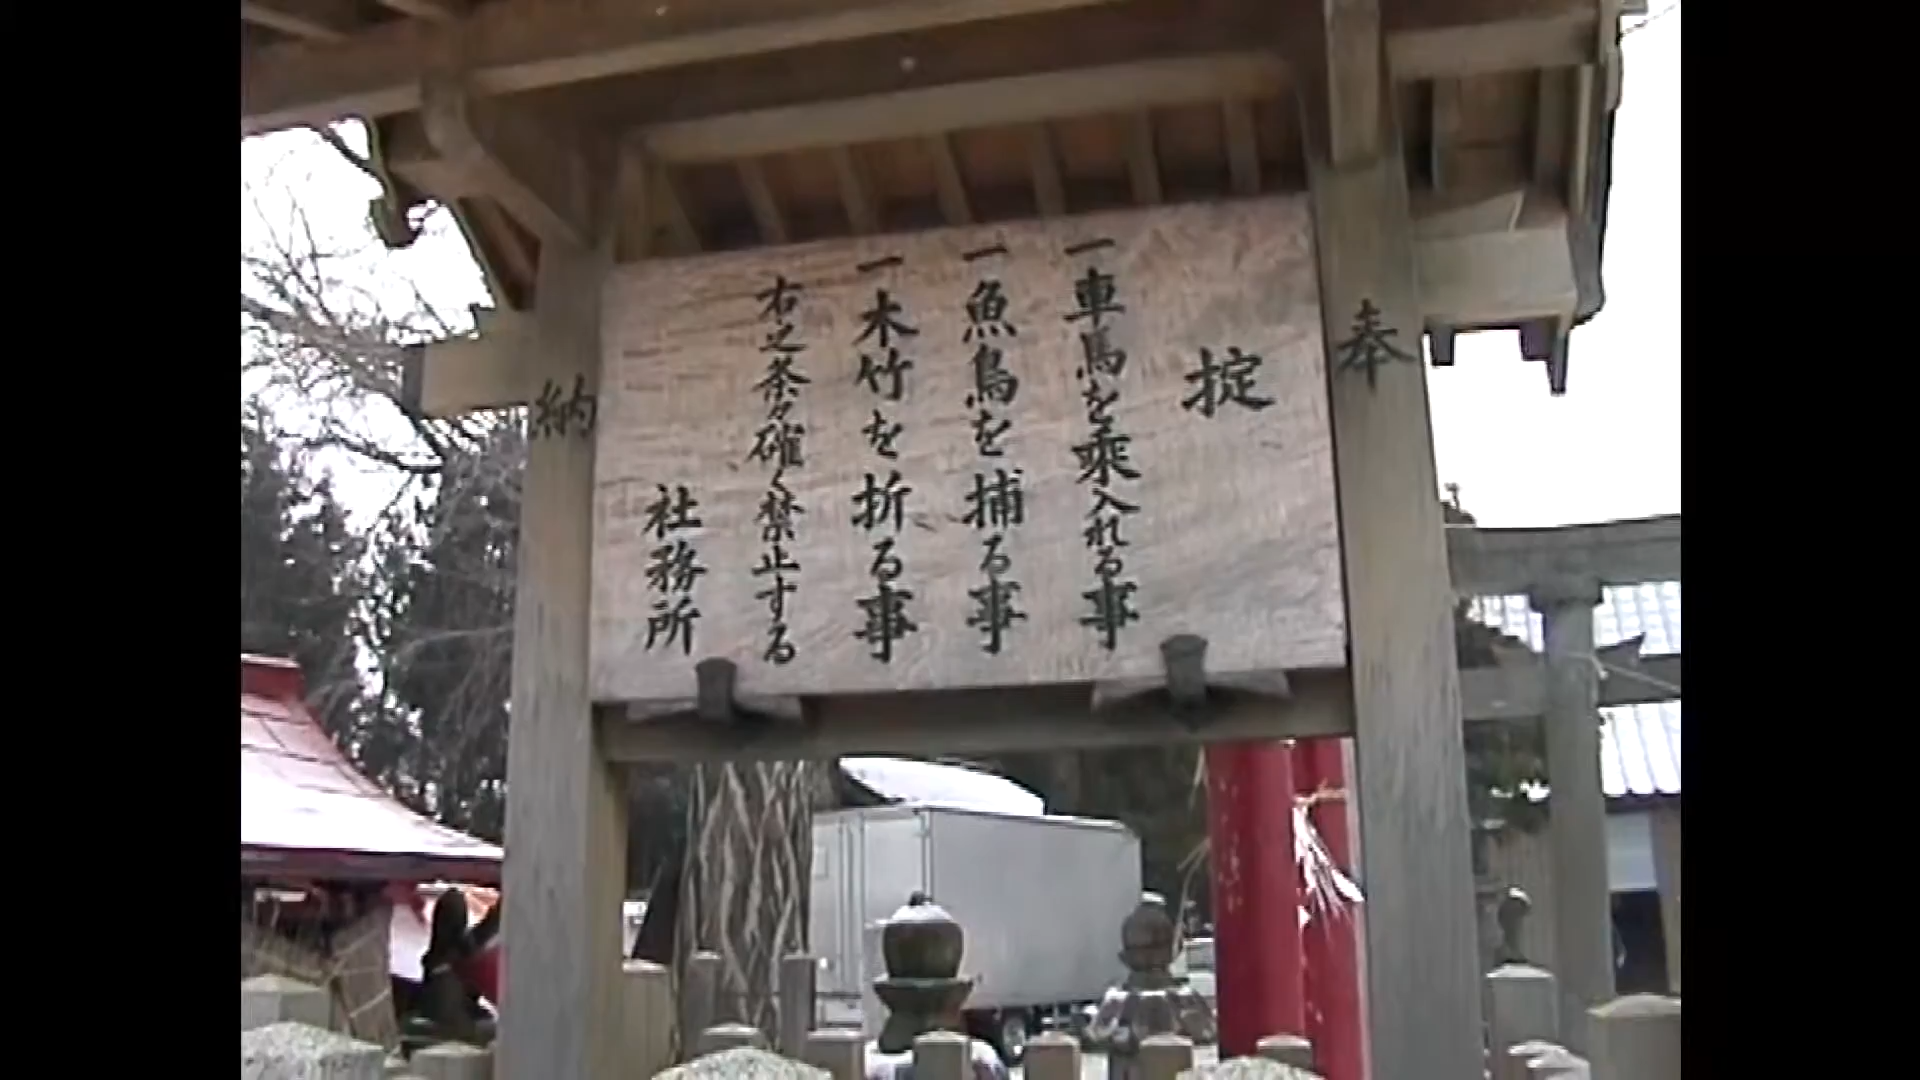 奉
掟
一車馬を乗入れる事
一魚鳥を捕る事
一木竹を折る事
右之条々確く禁止する
社務所
納